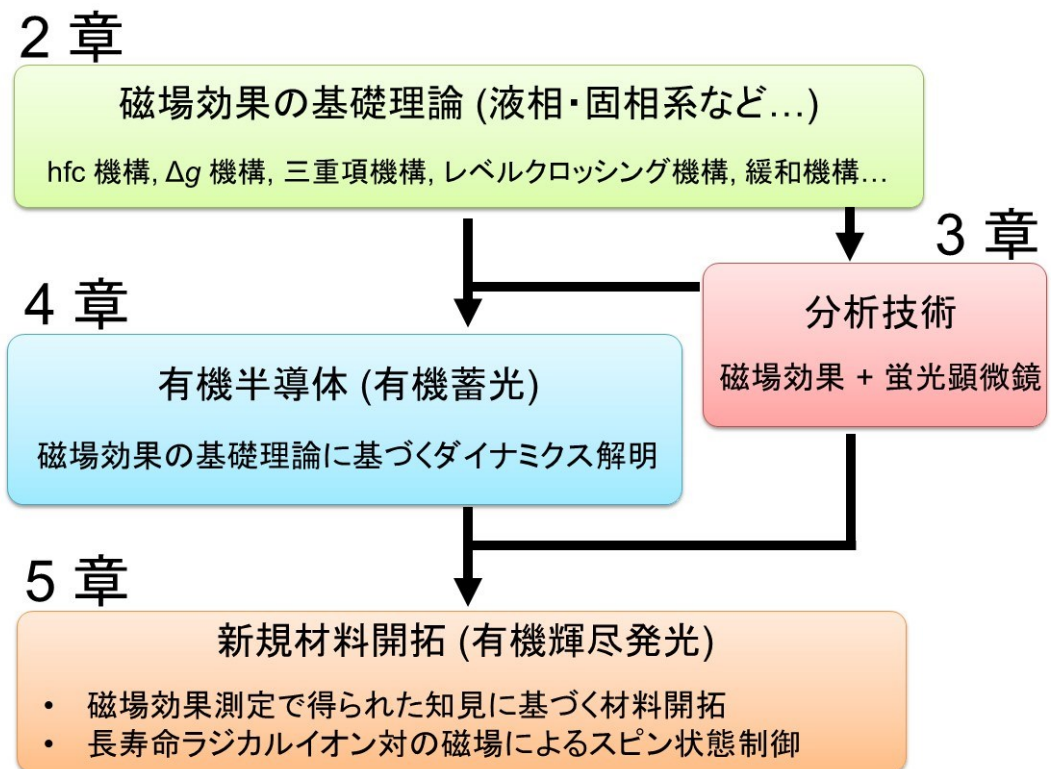 2 章
磁場効果の基礎理論 (液相・固相系など…)
hfc 機構, Δg 機構, 三重項機構, レベルクロッシング機構, 緩和機構…
3 章
分析技術
磁場効果 + 蛍光顕微鏡
4 章
有機半導体 (有機蓄光)
磁場効果の基礎理論に基づくダイナミクス解明
5 章
新規材料開拓 (有機輝尽発光)
• 磁場効果測定で得られた知見に基づく材料開拓
• 長寿命ラジカルイオン対の磁場によるスピン状態制御